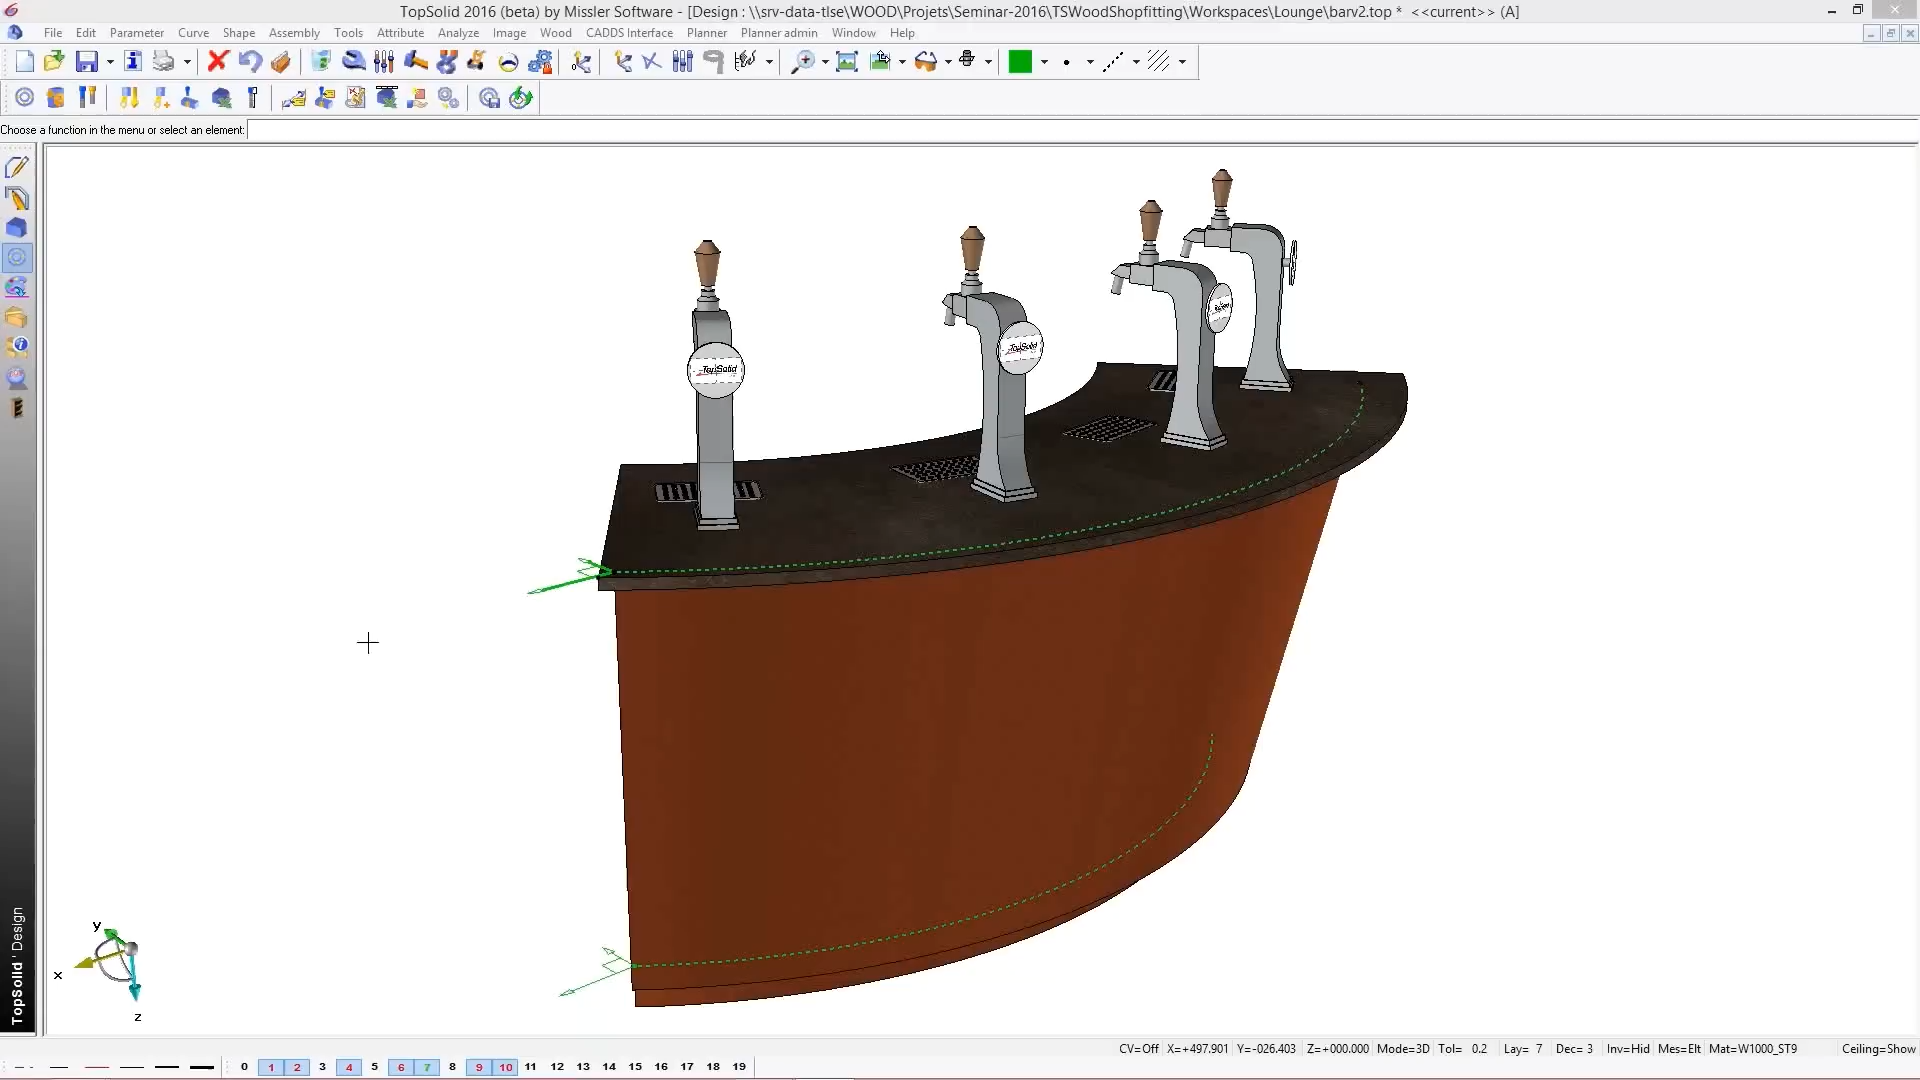 TopSolid 2016 (beta) by Missler Software - [Design : \\srv-data-tlse\WOOD\Projets\Seminar-2016\TSWoodShopfitting\Workspaces\Lounge\barv2.top *  <<current>> (A]
File Edit Parameter Curve Shape Assembly Tools Attribute Analyze Image Wood CADDS Interface Planner Planner admin Window Help
Choose a function in the menu or select an element:
TopSolid
TopSolid
TopSolid
y
x
z
TopSolid ' Design
CV=Off X=+497.901 Y=-026.403 Z=+000.000 Mode=3D Tol= 0.2 Lay= 7 Dec= 3 Inv=Hid Mes=Elt Mat=W1000_ST9 Ceiling=Show
0 1 2 3 4 5 6 7 8 9 10 11 12 13 14 15 16 17 18 19